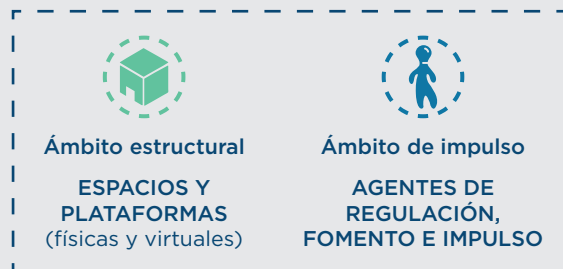 Ámbito estructural
ESPACIOS Y
PLATAFORMAS
(físicas y virtuales)
Ámbito de impulso
AGENTES DE
REGULACIÓN,
FOMENTO E IMPULSO